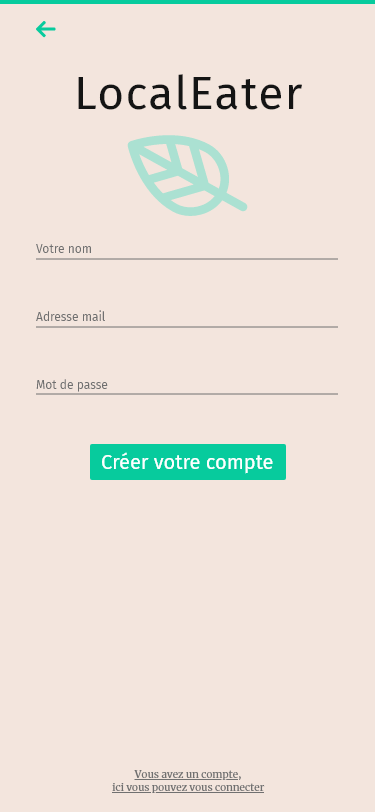 LocalEater
Votre nom
Adresse mail
Mot de passe
Créer votre compte
Vous avez un compte,
ici vous pouvez vous connecter